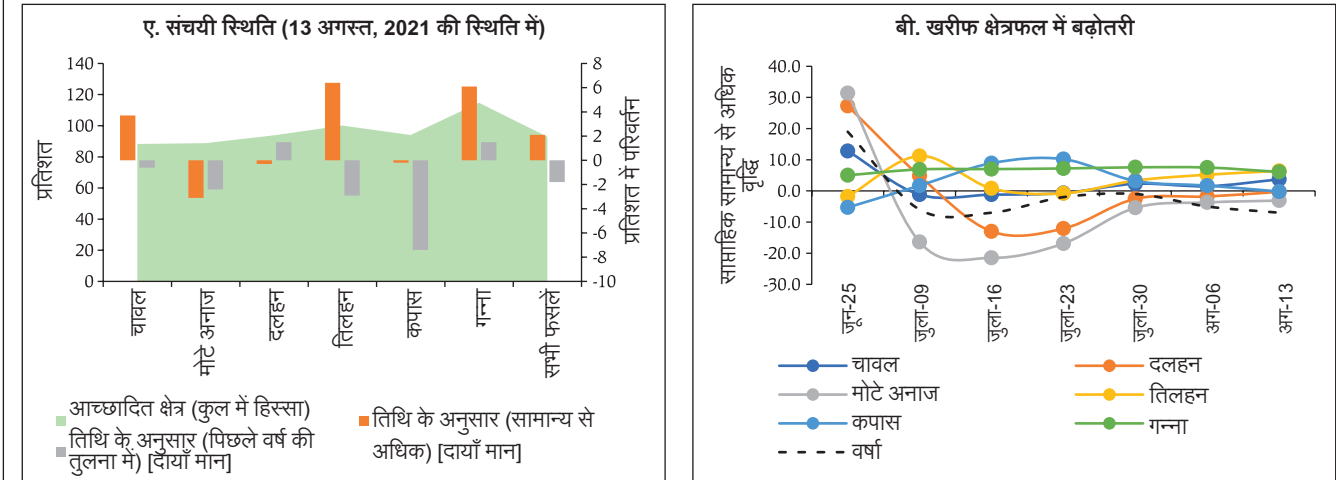 ए. संचयी स्थिति (13 अगस्त, 2021 की स्थिति में)
प्रतिशत
140
120
100
80
60
40
20
0
8
6
4
2
0
-2
-4
-6
-8
-10
प्रतिशत में परिवर्तन
चावल
मोटे अनाज
दलहन
तिलहन
कपास
गन्ना
सभी फसलें
आच्छादित क्षेत्र (कुल में हिस्सा)
तिथि के अनुसार (सामान्य से
अधिक) [दायाँ मान]
तिथि के अनुसार (पिछले वर्ष की
तुलना में) [दायाँ मान]
बी. खरीफ क्षेत्रफल में बढ़ोतरी
साप्ताहिक सामान्य से अधिक
वृद्धि
40.0
30.0
20.0
10.0
0.0
-10.0
-20.0
-30.0
जून-25
जुला-09
जुला-16
जुला-23
जुला-30
अग-06
अग-13
चावल
दलहन
मोटे अनाज
तिलहन
कपास
गन्ना
वर्षा